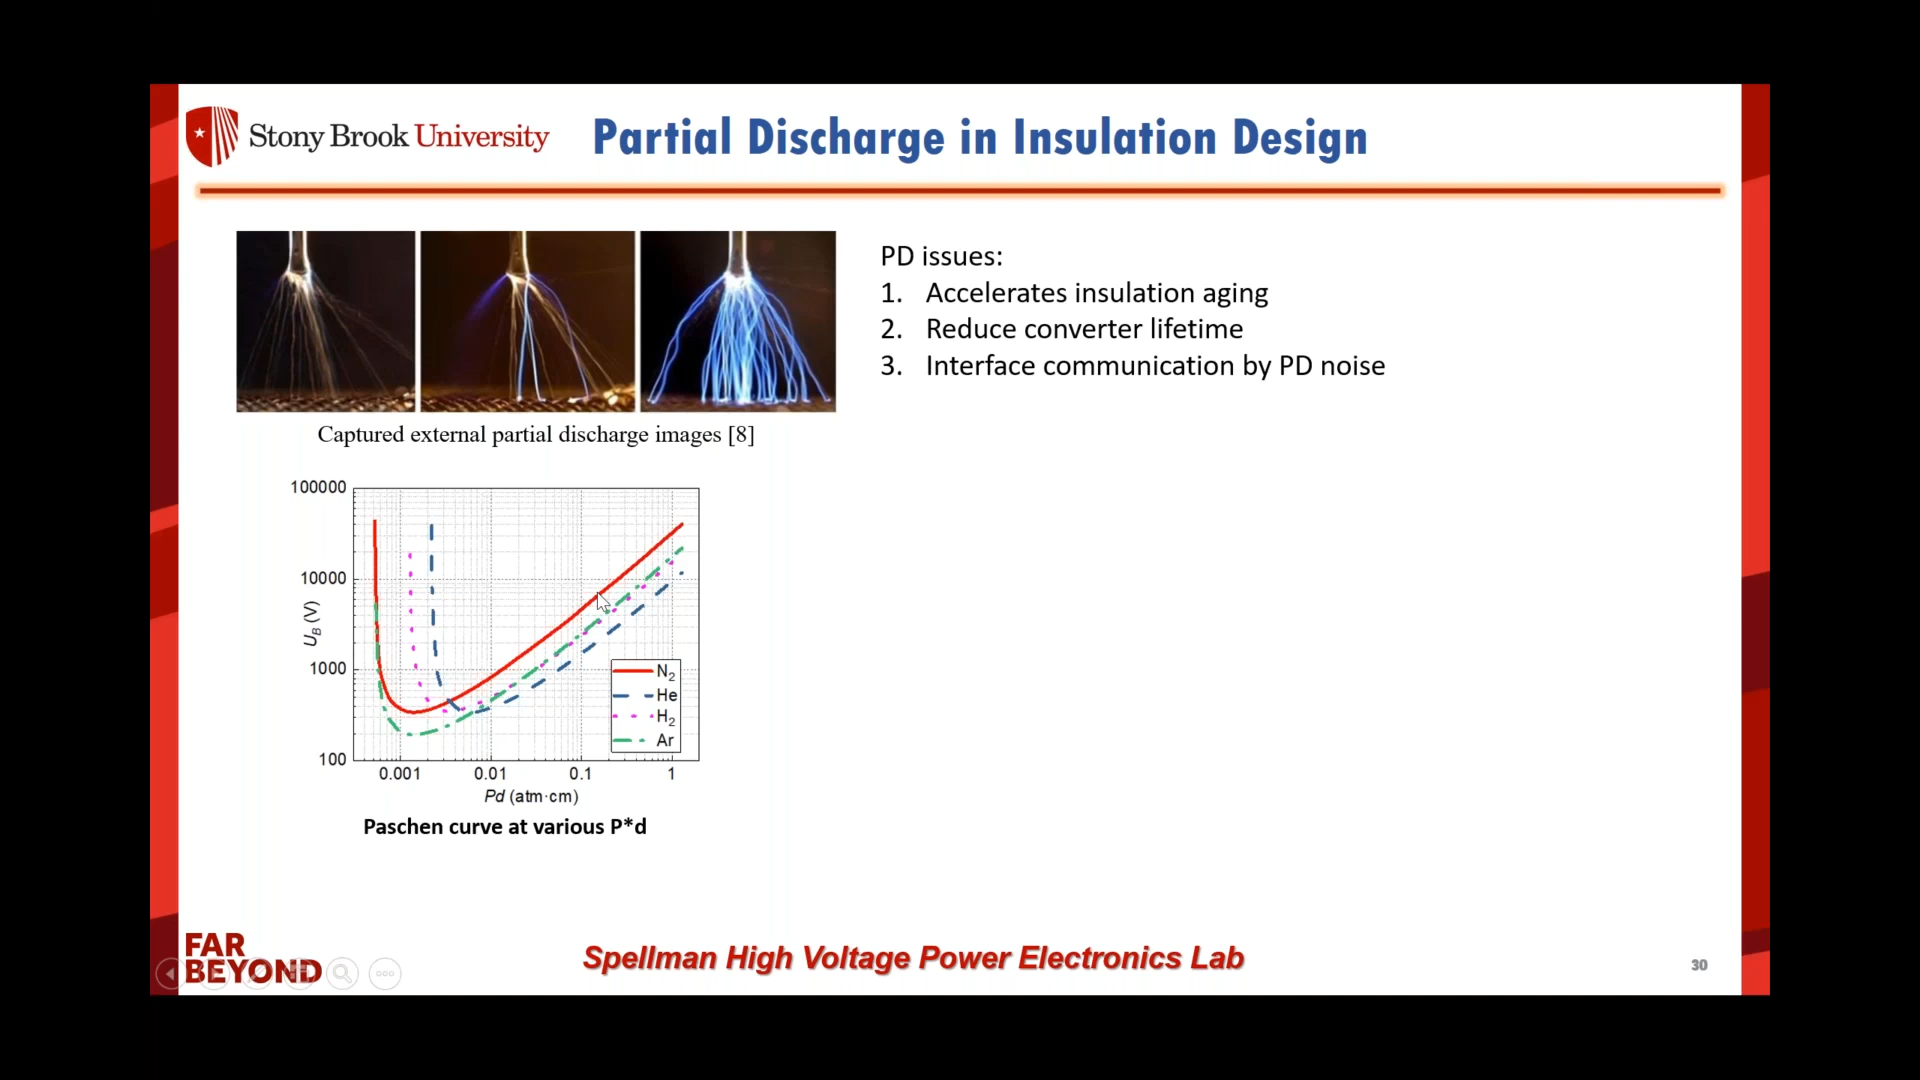 Stony Brook University
Partial Discharge in Insulation Design
PD issues:
1. Accelerates insulation aging
2. Reduce converter lifetime
3. Interface communication by PD noise
Captured external partial discharge images [8]
100000
10000
1000
100
U_B (V)
N₂
He
H₂
Ar
0.001 0.01 0.1 1
Pd (atm·cm)
Paschen curve at various P*d
FAR
BEYOND
Spellman High Voltage Power Electronics Lab
30